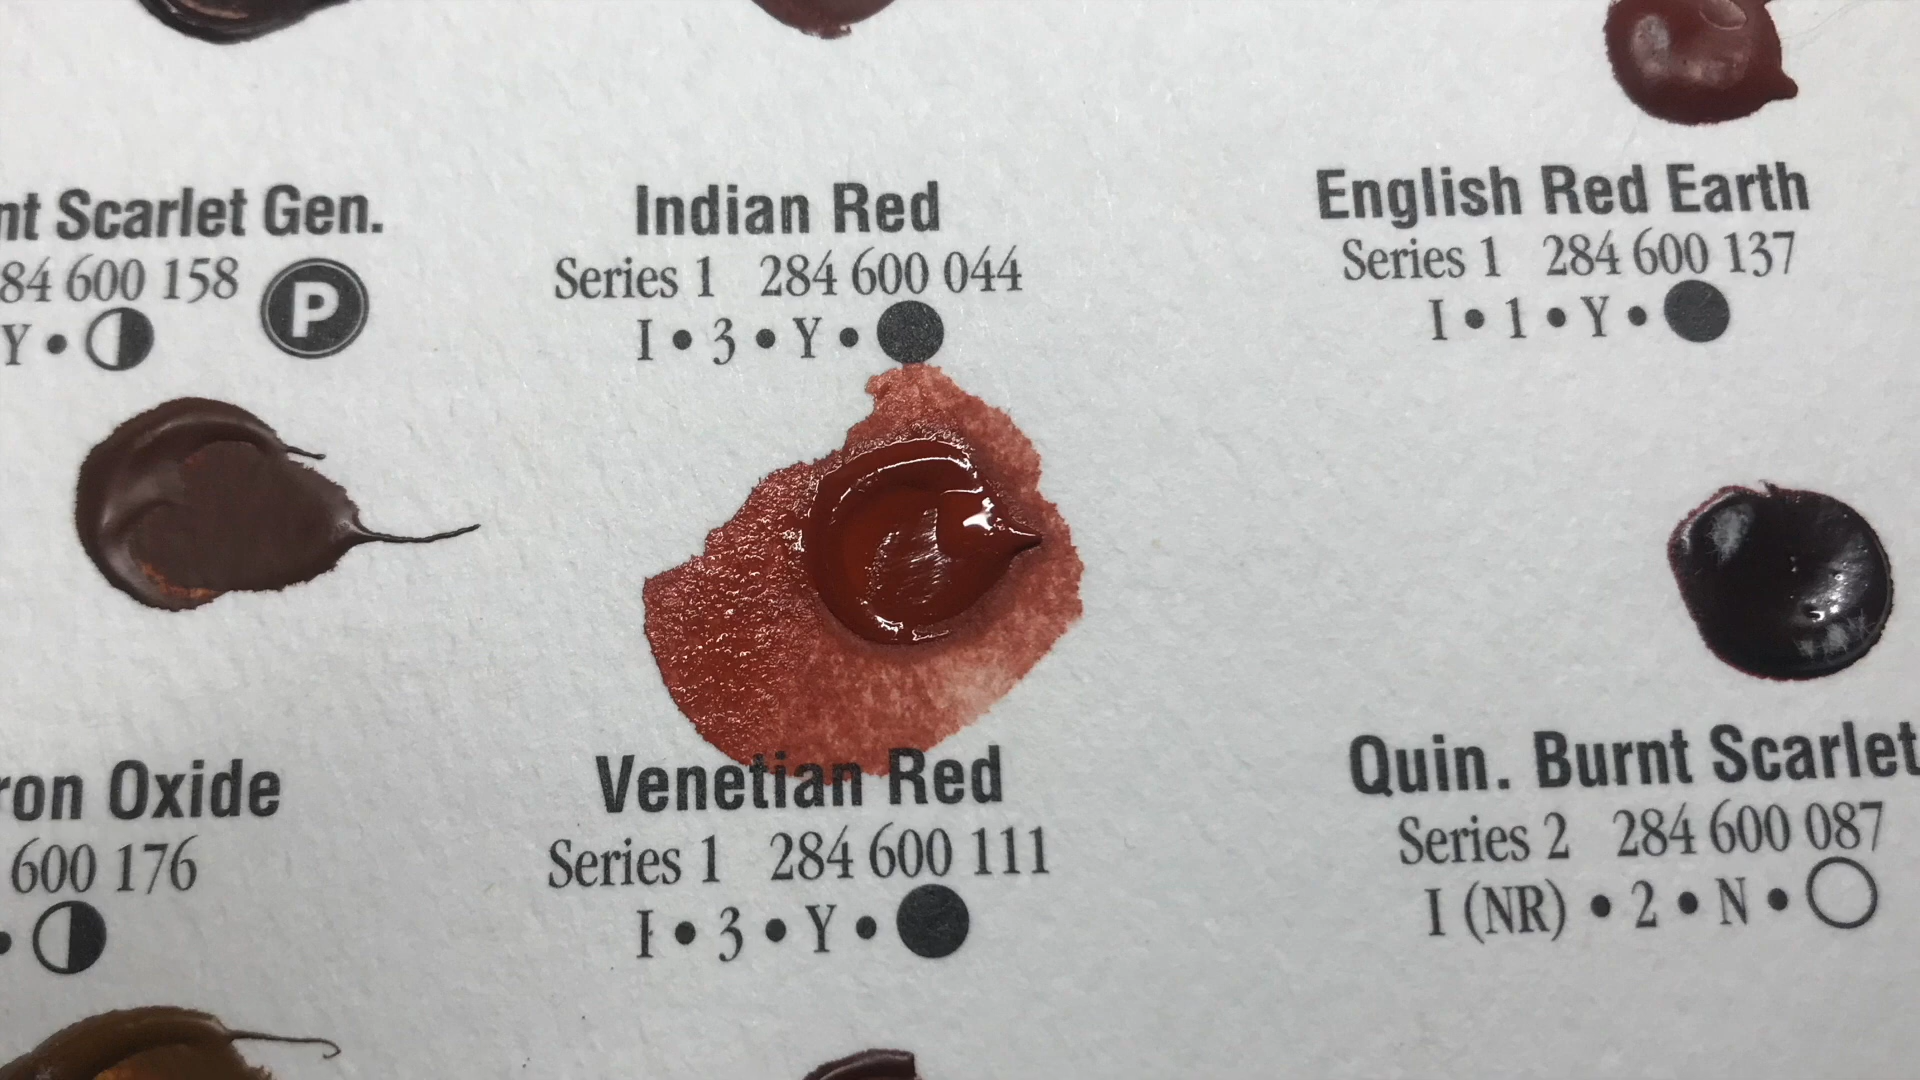 nt Scarlet Gen.
84 600 158 P
Y •
Indian Red
Series 1 284 600 044
I • 3 • Y •
English Red Earth
Series 1 284 600 137
I • 1 • Y •
ron Oxide
600 176
•
Venetian Red
Series 1 284 600 111
I • 3 • Y •
Quin. Burnt Scarlet
Series 2 284 600 087
I (NR) • 2 • N •